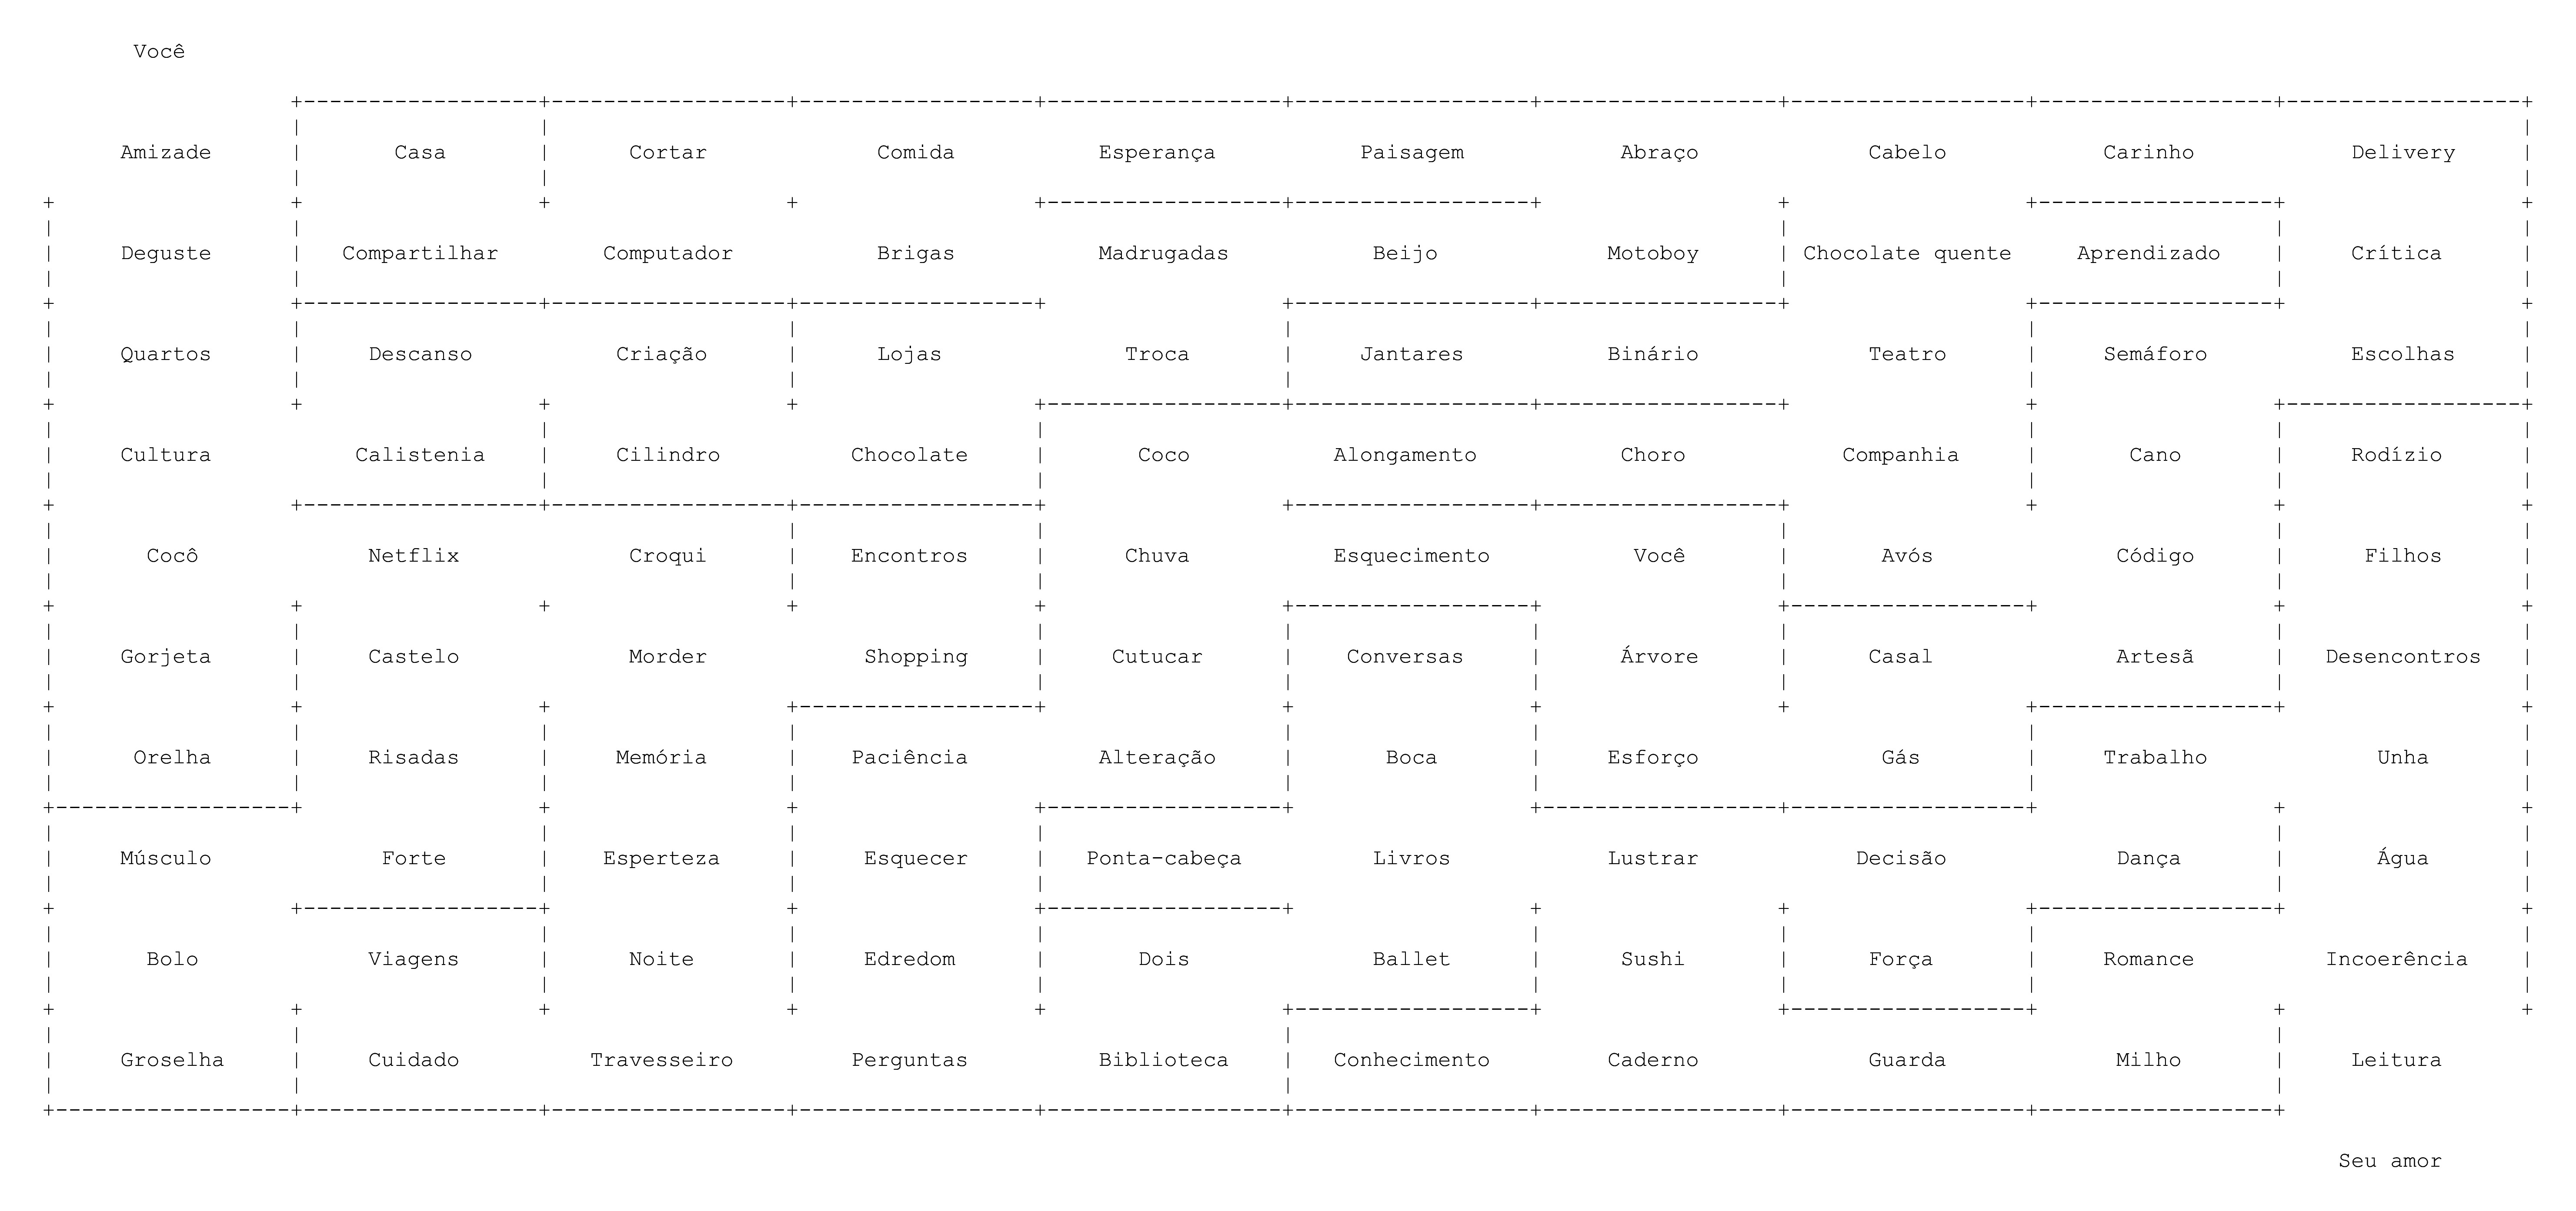 Você
Amizade Casa Cortar Comida Esperança Paisagem Abraço Cabelo Carinho Delivery
Deguste Compartilhar Computador Brigas Madrugadas Beijo Motoboy Chocolate quente Aprendizado Crítica
Quartos Descanso Criação Lojas Troca Jantares Binário Teatro Semáforo Escolhas
Cultura Calistenia Cilindro Chocolate Coco Alongamento Choro Companhia Cano Rodízio
Cocô Netflix Croqui Encontros Chuva Esquecimento Você Avós Código Filhos
Gorjeta Castelo Morder Shopping Cutucar Conversas Árvore Casal Artesã Desencontros
Orelha Risadas Memória Paciência Alteração Boca Esforço Gás Trabalho Unha
Músculo Forte Esperteza Esquecer Ponta-cabeça Livros Lustrar Decisão Dança Água
Bolo Viagens Noite Edredom Dois Ballet Sushi Força Romance Incoerência
Groselha Cuidado Travesseiro Perguntas Biblioteca Conhecimento Caderno Guarda Milho Leitura
Seu amor